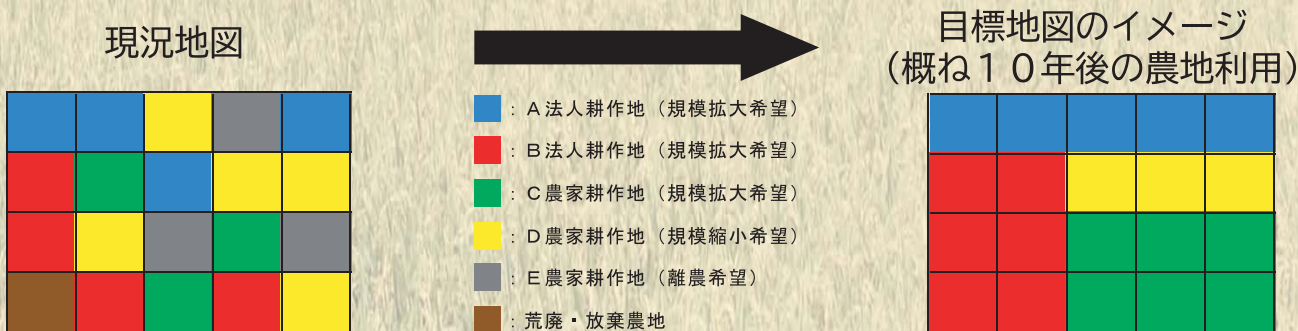 現況地図
目標地図のイメージ
（概ね１０年後の農地利用）
：Ａ法人耕作地（規模拡大希望）
：Ｂ法人耕作地（規模拡大希望）
：Ｃ農家耕作地（規模拡大希望）
：Ｄ農家耕作地（規模縮小希望）
：Ｅ農家耕作地（離農希望）
：荒廃・放棄農地